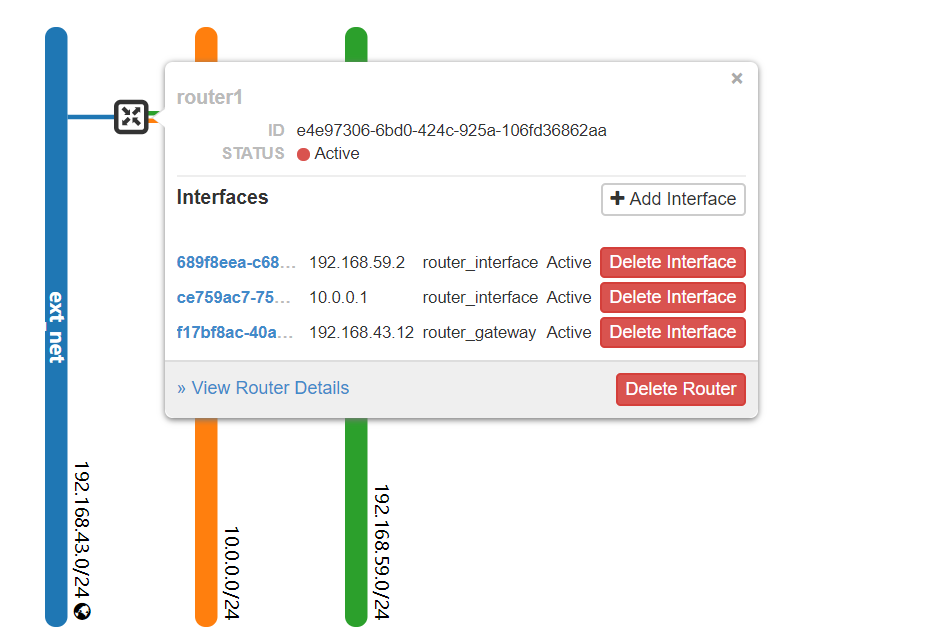 ×
router1
ID e4e97306-6bd0-424c-925a-106fd36862aa
STATUS Active
Interfaces
Add Interface
689f8eea-c68... 192.168.59.2 router_interface Active Delete Interface
ce759ac7-75... 10.0.0.1 router_interface Active Delete Interface
f17bf8ac-40a... 192.168.43.12 router_gateway Active Delete Interface
» View Router Details
Delete Router
ext_net
192.168.43.0/24
10.0.0.0/24
192.168.59.0/24